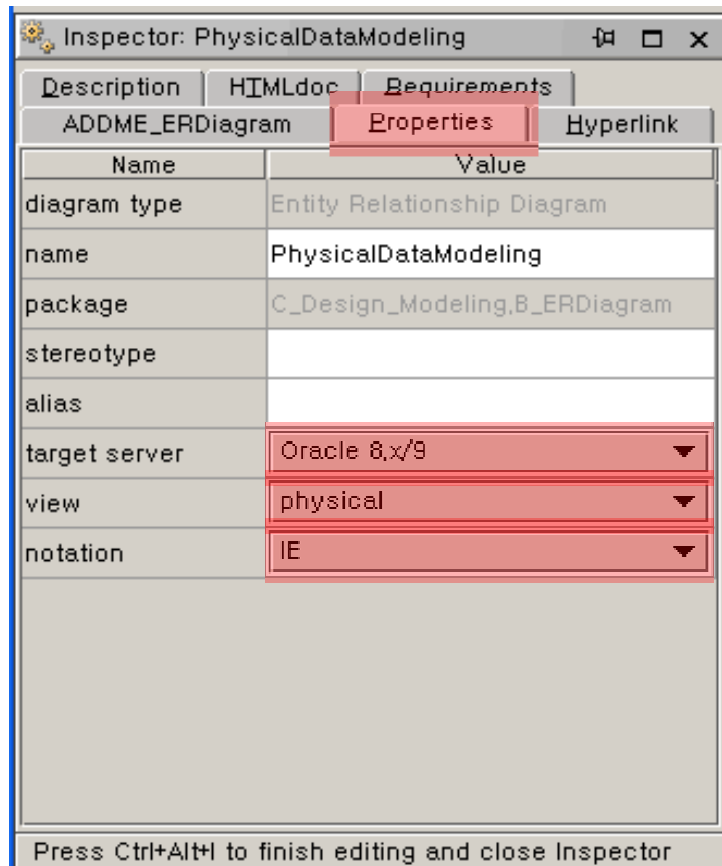 Inspector: PhysicalDataModeling
Description HTMLdoc Requirements
ADDME_ERDiagram Properties Hyperlink
Name Value
diagram type Entity Relationship Diagram
name PhysicalDataModeling
package C_Design_Modeling,B_ERDiagram
stereotype
alias
target server Oracle 8,x/9
view physical
notation IE
Press Ctrl+Alt+I to finish editing and close Inspector